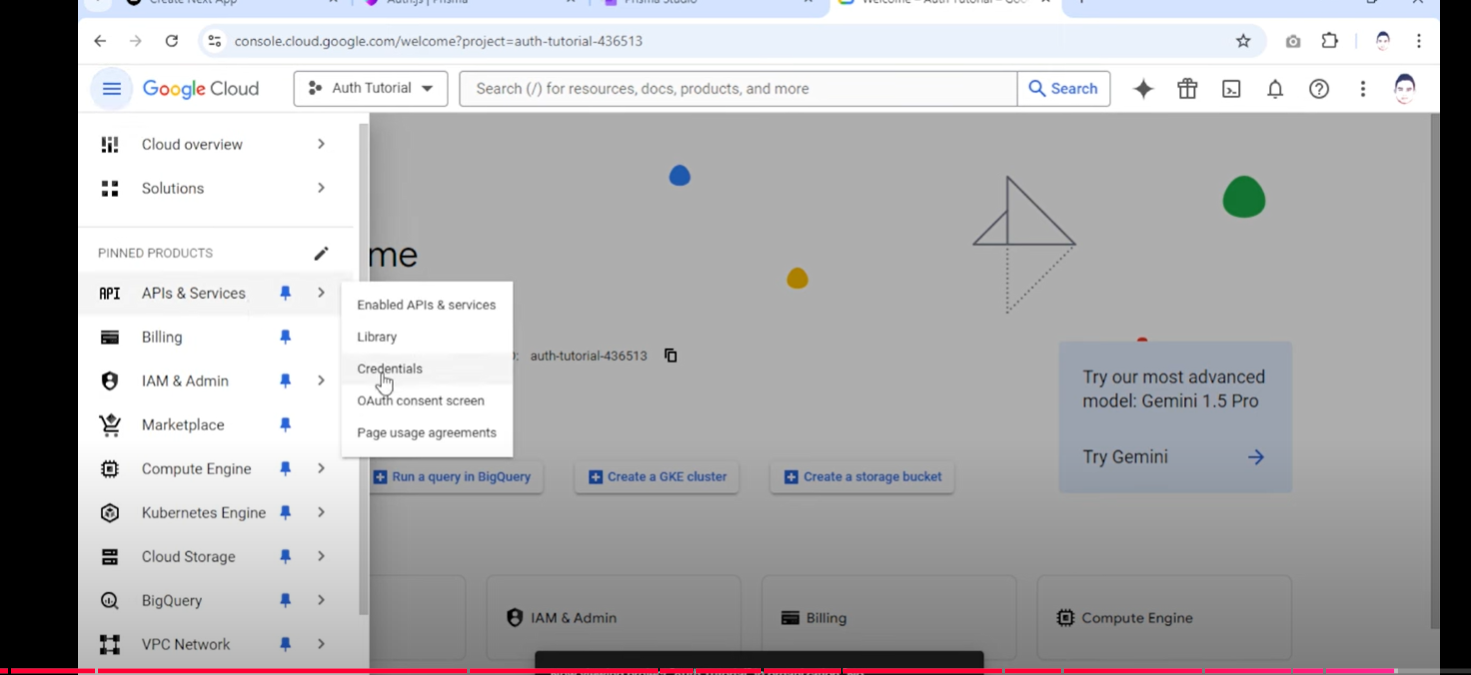 Create Next App
Auth.js | Prisma
Prisma Studio
Welcome – Auth Tutorial – Goo
console.cloud.google.com/welcome?project=auth-tutorial-436513
Google Cloud
Auth Tutorial
Search (/) for resources, docs, products, and more
Search
Cloud overview
Solutions
PINNED PRODUCTS
me
API APIs & Services
Enabled APIs & services
Library
Credentials
OAuth consent screen
Page usage agreements
Billing
IAM & Admin
Marketplace
Compute Engine
Kubernetes Engine
Cloud Storage
BigQuery
VPC Network
auth-tutorial-436513
Try our most advanced
model: Gemini 1.5 Pro
Try Gemini
Run a query in BigQuery
Create a GKE cluster
Create a storage bucket
IAM & Admin
Billing
Compute Engine